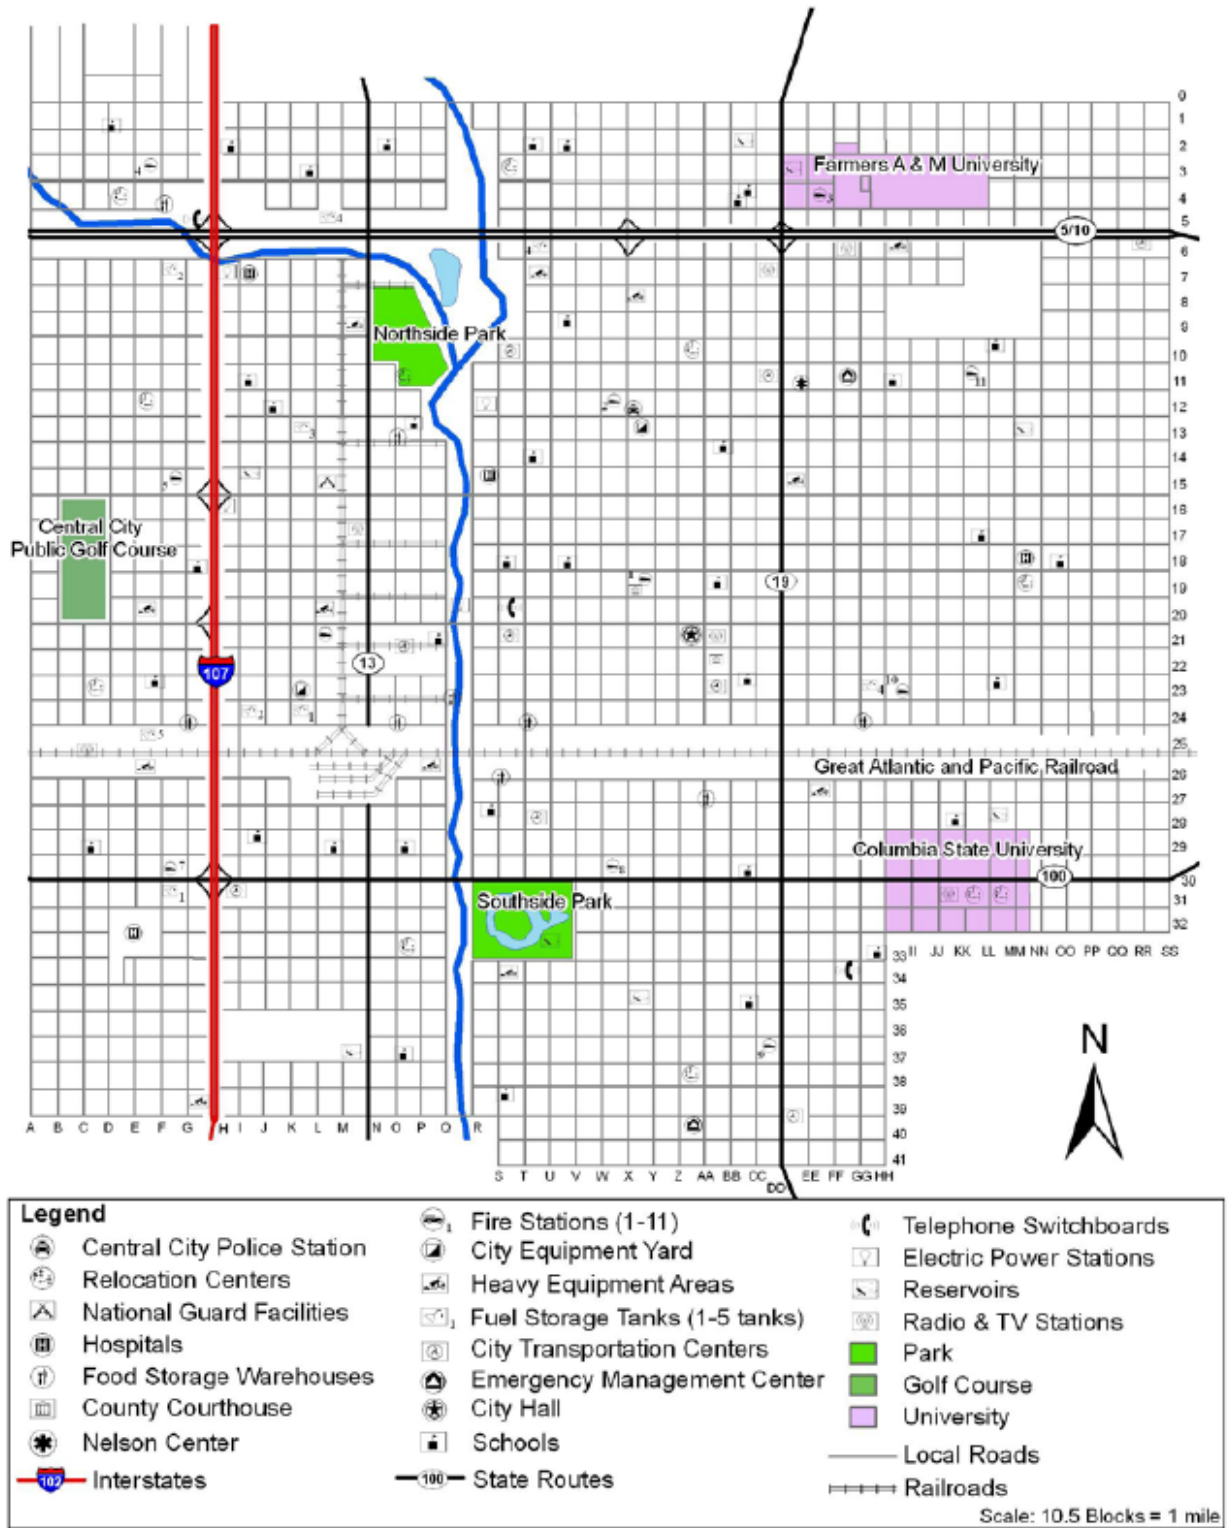 0
1
2
3
4
5
6
7
8
9
10
11
12
13
14
15
16
17
18
19
20
21
22
23
24
25
26
27
28
29
30
31
32
Farmers A & M University
5/10
Northside Park
Central City
Public Golf Course
19
107
13
Great Atlantic and Pacific Railroad
Columbia State University
100
Southside Park
33 II JJ KK LL MM NN OO PP QQ RR SS
34
35
36
37
38
39
40
41
N
A B C D E F G H I J K L M N O P Q R
S T U V W X Y Z AA BB CC DD EE FF GG HH
Legend
Central City Police Station
Relocation Centers
National Guard Facilities
Hospitals
Food Storage Warehouses
County Courthouse
Nelson Center
102 Interstates
Fire Stations (1-11)
City Equipment Yard
Heavy Equipment Areas
Fuel Storage Tanks (1-5 tanks)
City Transportation Centers
Emergency Management Center
City Hall
Schools
100 State Routes
Telephone Switchboards
Electric Power Stations
Reservoirs
Radio & TV Stations
Park
Golf Course
University
Local Roads
Railroads
Scale: 10.5 Blocks = 1 mile